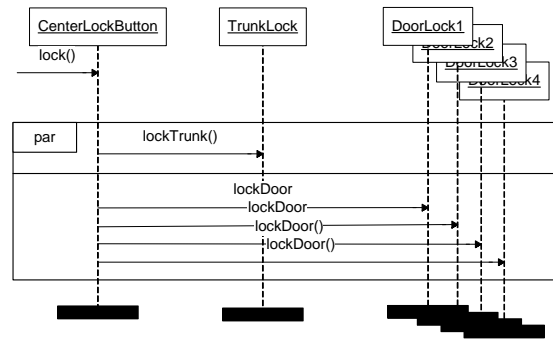 CenterLockButton
TrunkLock
DoorLock1
DoorLock2
DoorLock3
DoorLock4
lock()
par
lockTrunk()
lockDoor
lockDoor
lockDoor()
lockDoor()